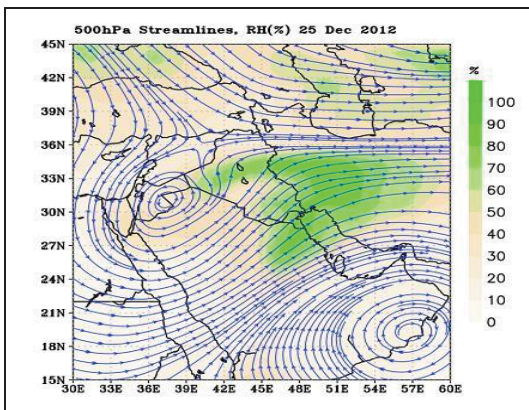 500hPa Streamlines, RH(%) 25 Dec 2012
45N
42N
39N
36N
33N
30N
27N
24N
21N
18N
15N
30E 33E 36E 39E 42E 45E 48E 51E 54E 57E 60E
%
100
90
80
70
60
50
40
30
20
10
0